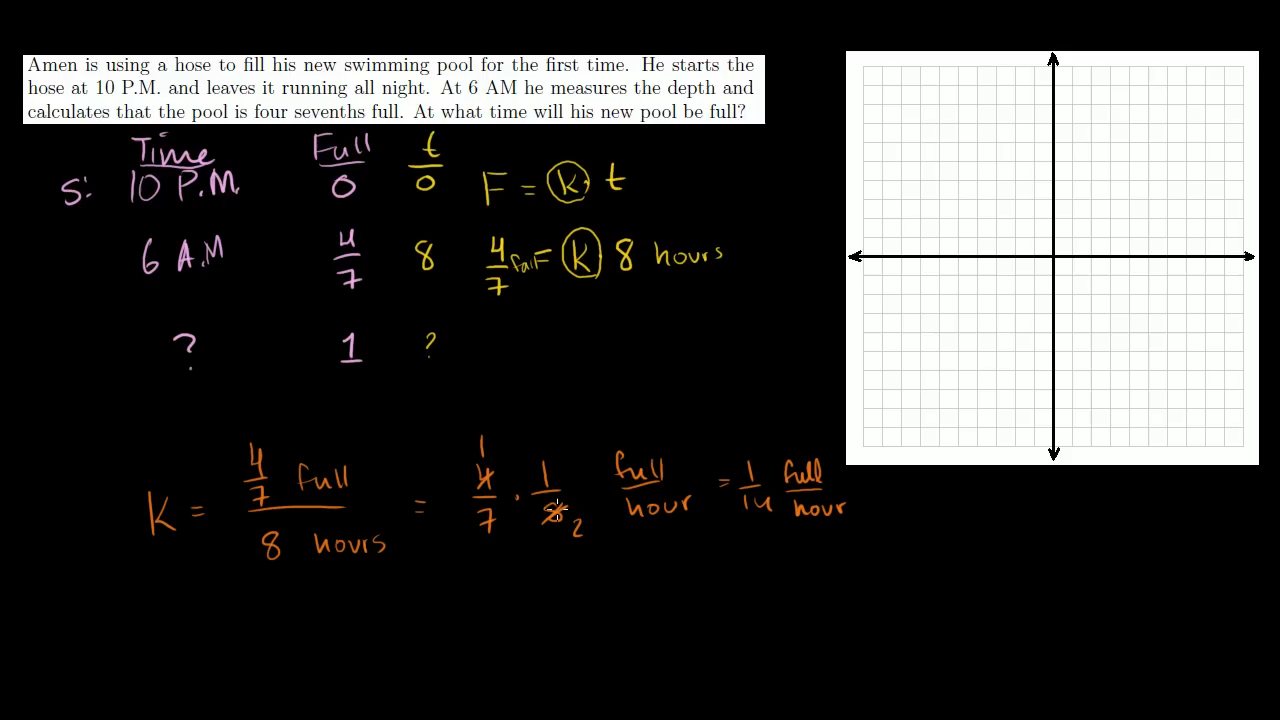 Amen is using a hose to fill his new swimming pool for the first time. He starts the
hose at 10 P.M. and leaves it running all night. At 6 AM he measures the depth and
calculates that the pool is four sevenths full. At what time will his new pool be full?
Time Full t
S: 10 P.M. 0 0 F = k · t
6 A.M 4/7 8 4/7 = k 8 hours
? 1 ?
K = 4/7 full / 8 hours = 4/7 · 1/8 full/hour = 1/14 full/hour
1 2